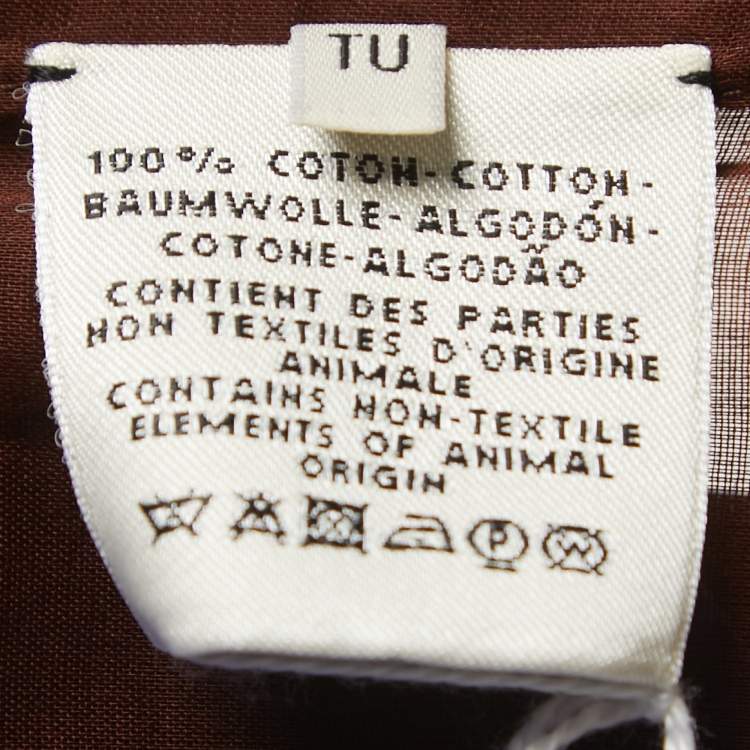 TU
100% COTON-COTTON-
BAUMWOLLE-ALGODÓN-
COTONE-ALGODÃO
CONTIENT DES PARTIES
NON TEXTILES D'ORIGINE
ANIMALE
CONTAINS NON-TEXTILE
ELEMENTS OF ANIMAL
ORIGIN
P W